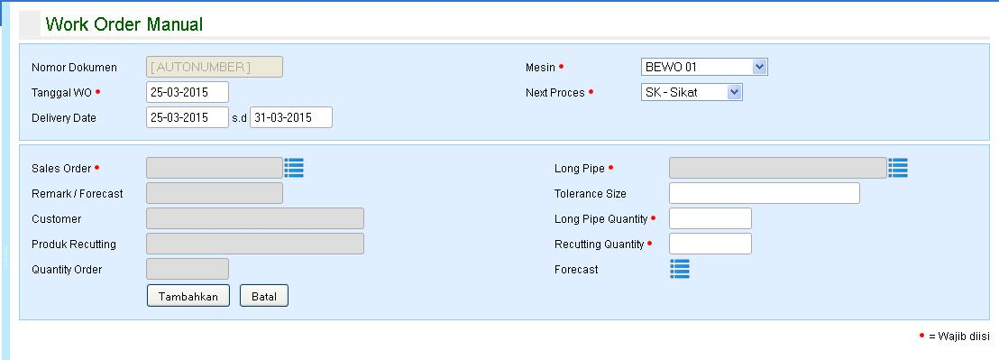 Work Order Manual
Nomor Dokumen [ AUTONUMBER ] Mesin • BEWO 01
Tanggal WO • 25-03-2015 Next Proces • SK - Sikat
Delivery Date 25-03-2015 s.d 31-03-2015
Sales Order • Long Pipe •
Remark / Forecast Tolerance Size
Customer Long Pipe Quantity •
Produk Recutting Recutting Quantity •
Quantity Order Forecast
Tambahkan Batal
• = Wajib diisi